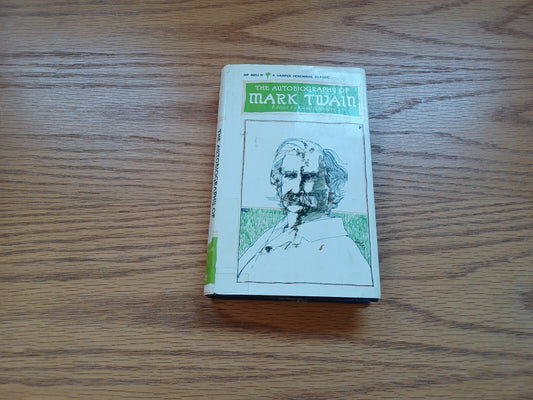 A HARPER PERENNIAL CLASSIC
THE AUTOBIOGRAPHY OF
MARK TWAIN
THE AUTOBIOGRAPHY OF